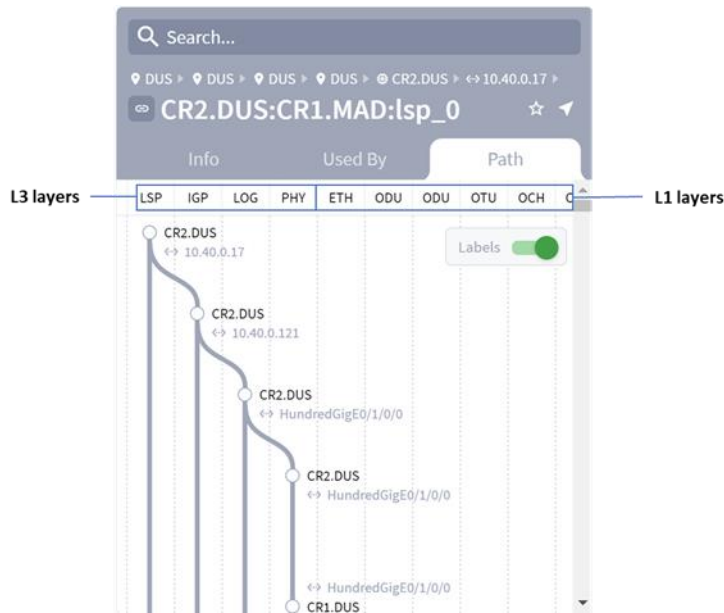 Search...
DUS DUS DUS DUS CR2.DUS 10.40.0.17
CR2.DUS:CR1.MAD:lsp_0
Info Used By Path
L3 layers LSP IGP LOG PHY ETH ODU ODU OTU OCH L1 layers
CR2.DUS
10.40.0.17
Labels
CR2.DUS
10.40.0.121
CR2.DUS
HundredGigE0/1/0/0
CR2.DUS
HundredGigE0/1/0/0
HundredGigE0/1/0/0
CR1.DUS